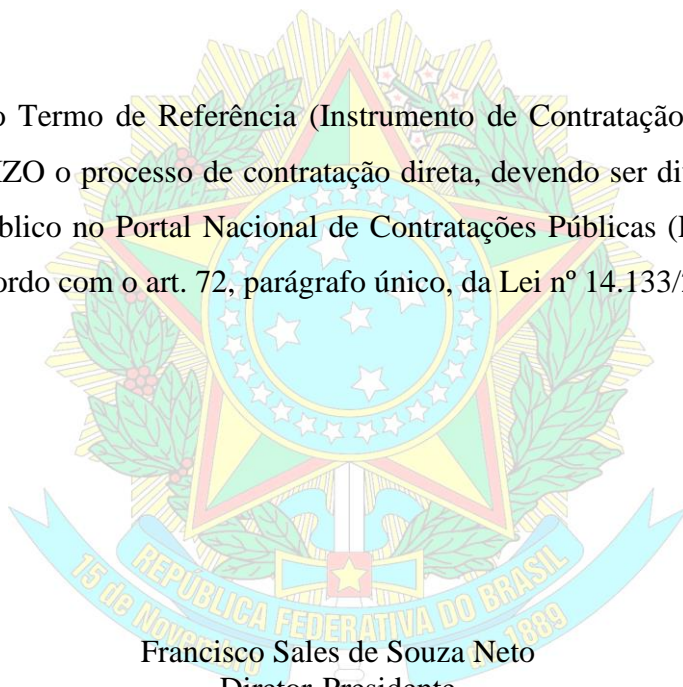 o Termo de Referência (Instrumento de Contratação
IZO o processo de contratação direta, devendo ser di
blico no Portal Nacional de Contratações Públicas (
ordo com o art. 72, parágrafo único, da Lei nº 14.133/
REPÚBLICA FEDERATIVA DO BRASIL
15 de Novembro de 1889
Francisco Sales de Souza Neto
Diretor-Presidente